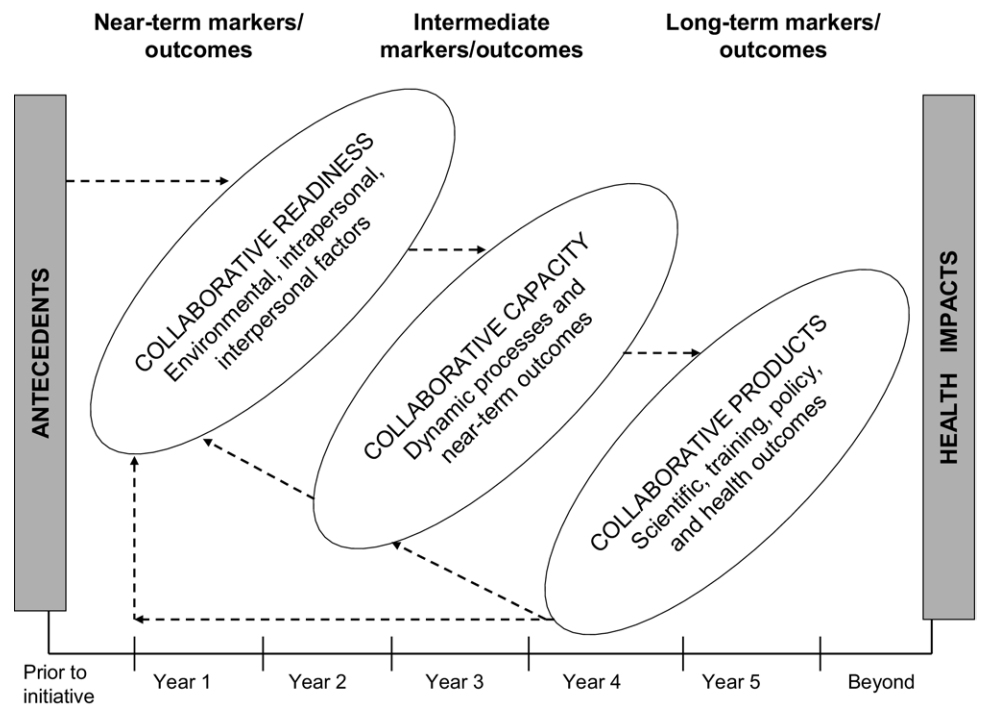 Near-term markers/
outcomes
Intermediate
markers/outcomes
Long-term markers/
outcomes
ANTECEDENTS
COLLABORATIVE READINESS
Environmental, intrapersonal,
interpersonal factors
COLLABORATIVE CAPACITY
Dynamic processes and
near-term outcomes
COLLABORATIVE PRODUCTS
Scientific, training, policy,
and health outcomes
HEALTH IMPACTS
Prior to
initiative
Year 1
Year 2
Year 3
Year 4
Year 5
Beyond